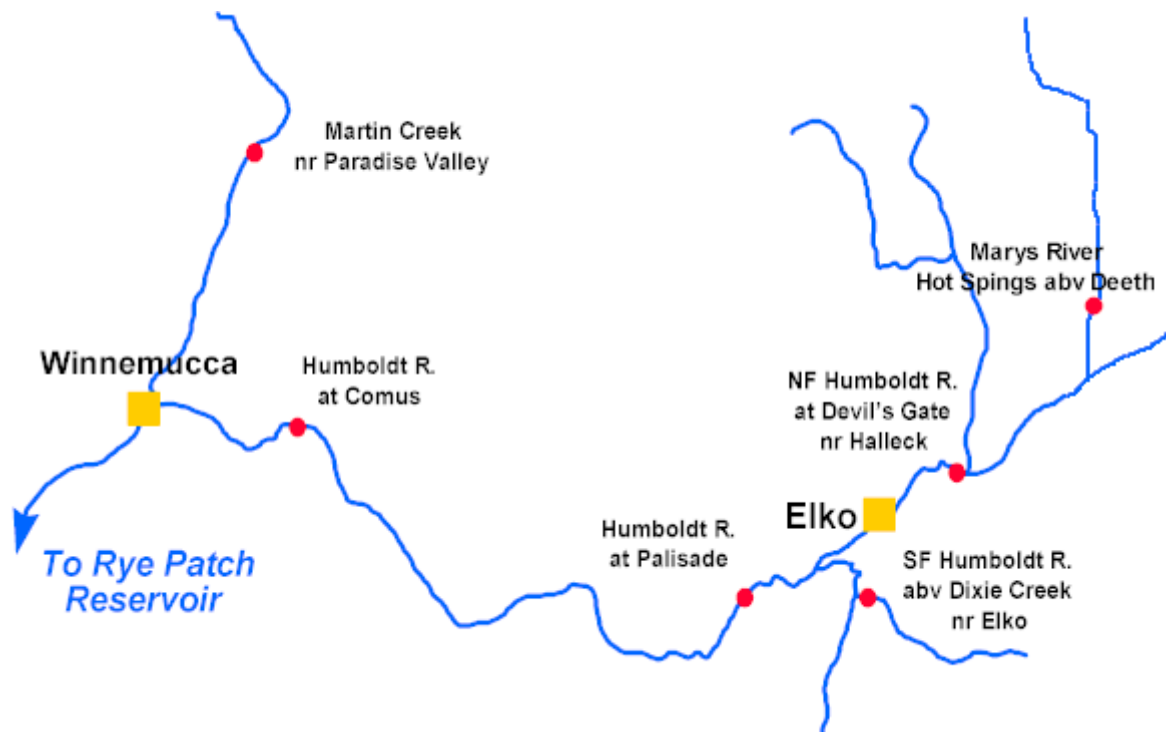 Martin Creek
nr Paradise Valley
Marys River
Hot Spings abv Deeth
Winnemucca
Humboldt R.
at Comus
NF Humboldt R.
at Devil's Gate
nr Halleck
Elko
Humboldt R.
at Palisade
SF Humboldt R.
abv Dixie Creek
nr Elko
To Rye Patch
Reservoir